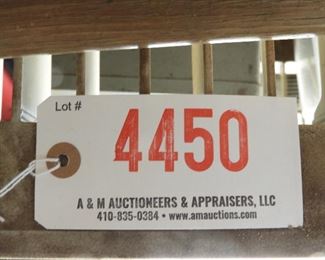 Lot #
4450
A & M AUCTIONEERS & APPRAISERS, LLC
410-835-0384 • www.amauctions.com